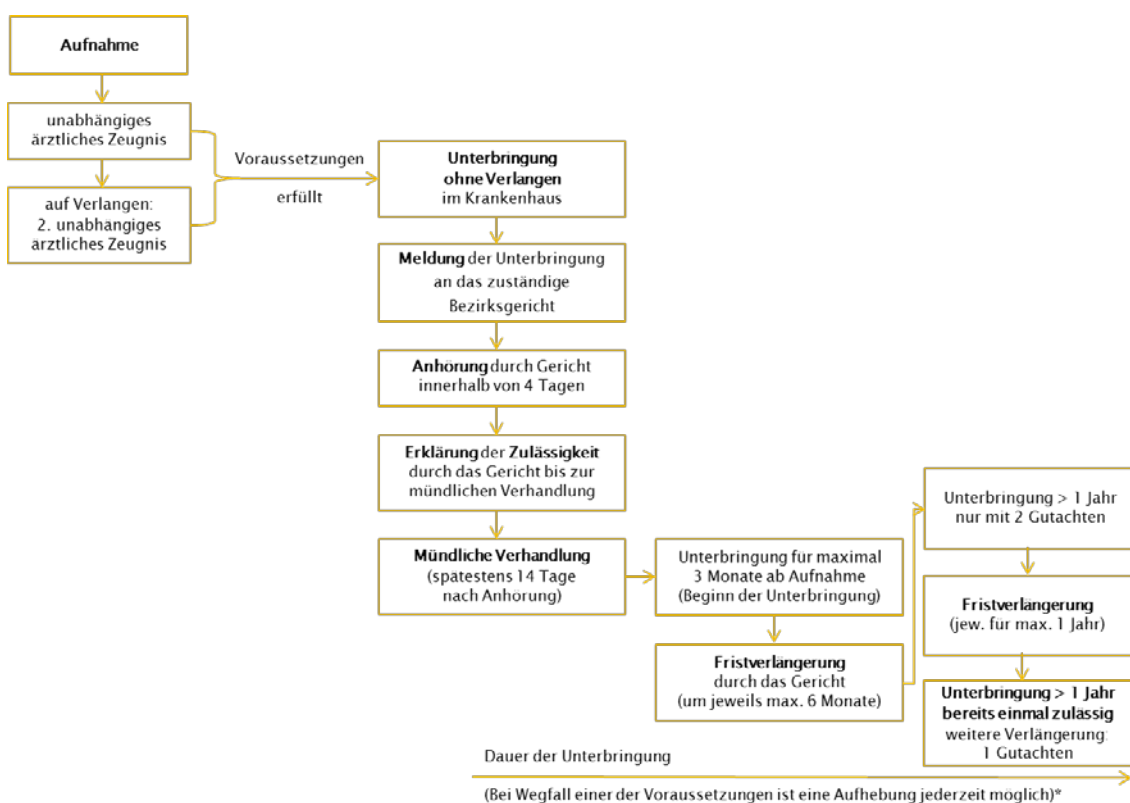 Aufnahme
unabhängiges
ärztliches Zeugnis
auf Verlangen:
2. unabhängiges
ärztliches Zeugnis
Voraussetzungen
erfüllt
Unterbringung
ohne Verlangen
im Krankenhaus
Meldung der Unterbringung
an das zuständige
Bezirksgericht
Anhörung durch Gericht
innerhalb von 4 Tagen
Erklärung der Zulässigkeit
durch das Gericht bis zur
mündlichen Verhandlung
Mündliche Verhandlung
(spätestens 14 Tage
nach Anhörung)
Unterbringung für maximal
3 Monate ab Aufnahme
(Beginn der Unterbringung)
Fristverlängerung
durch das Gericht
(um jeweils max. 6 Monate)
Unterbringung > 1 Jahr
nur mit 2 Gutachten
Fristverlängerung
(jew. für max. 1 Jahr)
Unterbringung > 1 Jahr
bereits einmal zulässig
weitere Verlängerung:
1 Gutachten
Dauer der Unterbringung
(Bei Wegfall einer der Voraussetzungen ist eine Aufhebung jederzeit möglich)*